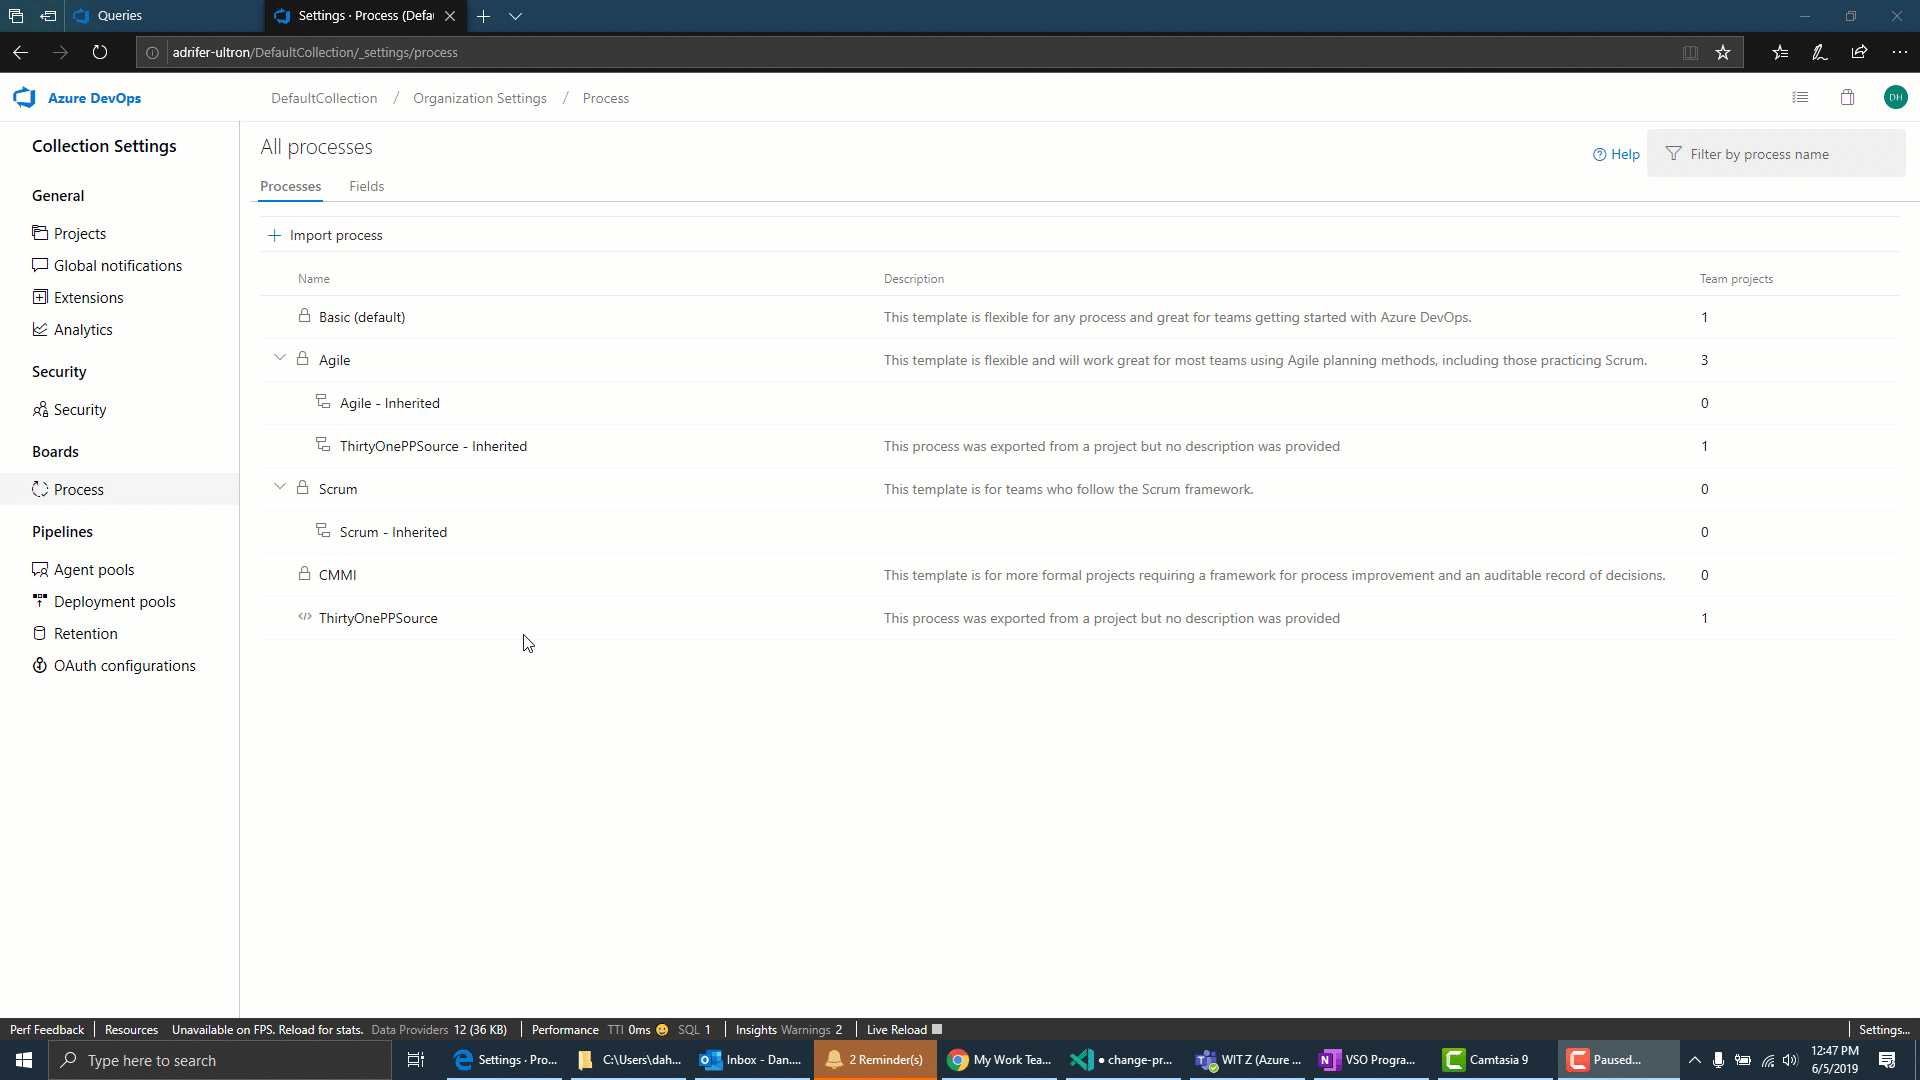 Queries
Settings · Process (Defau
adrifer-ultron/DefaultCollection/_settings/process
Azure DevOps
DefaultCollection / Organization Settings / Process
DH
Collection Settings
General
Projects
Global notifications
Extensions
Analytics
Security
Security
Boards
Process
Pipelines
Agent pools
Deployment pools
Retention
OAuth configurations
All processes
Help
Filter by process name
Processes Fields
Import process
Name Description Team projects
Basic (default) This template is flexible for any process and great for teams getting started with Azure DevOps. 1
Agile This template is flexible and will work great for most teams using Agile planning methods, including those practicing Scrum. 3
Agile - Inherited 0
ThirtyOnePPSource - Inherited This process was exported from a project but no description was provided 1
Scrum This template is for teams who follow the Scrum framework. 0
Scrum - Inherited 0
CMMI This template is for more formal projects requiring a framework for process improvement and an auditable record of decisions. 0
ThirtyOnePPSource This process was exported from a project but no description was provided 1
Perf Feedback Resources Unavailable on FPS. Reload for stats. Data Providers 12 (36 KB) Performance TTI 0ms SQL 1 Insights Warnings 2 Live Reload Settings...
Type here to search
Settings · Pro...
C:\Users\dah...
Inbox - Dan....
2 Reminder(s)
My Work Tea...
● change-pr...
WIT Z (Azure ...
VSO Progra...
Camtasia 9
Paused...
12:47 PM
6/5/2019